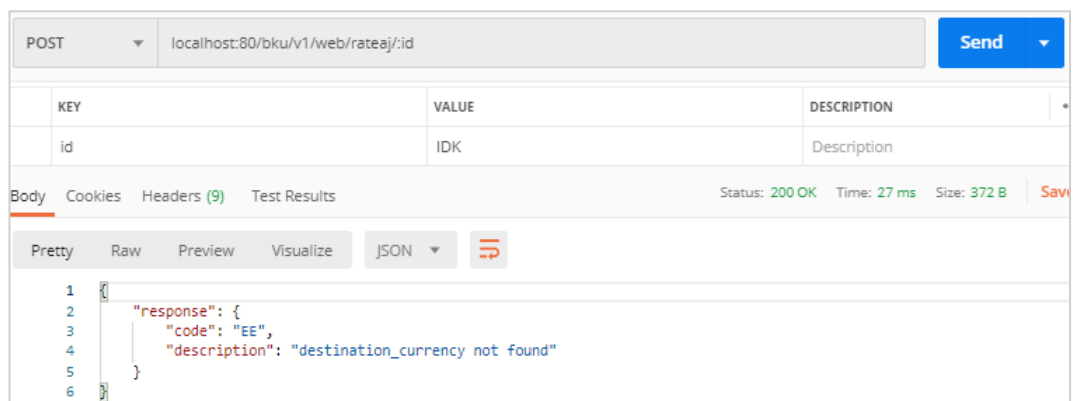 POST localhost:80/bku/v1/web/rateaj/:id Send
KEY VALUE DESCRIPTION
id IDK Description
Body Cookies Headers (9) Test Results Status: 200 OK Time: 27 ms Size: 372 B
Pretty Raw Preview Visualize JSON
1 {
2 "response": {
3 "code": "EE",
4 "description": "destination_currency not found"
5 }
6 }